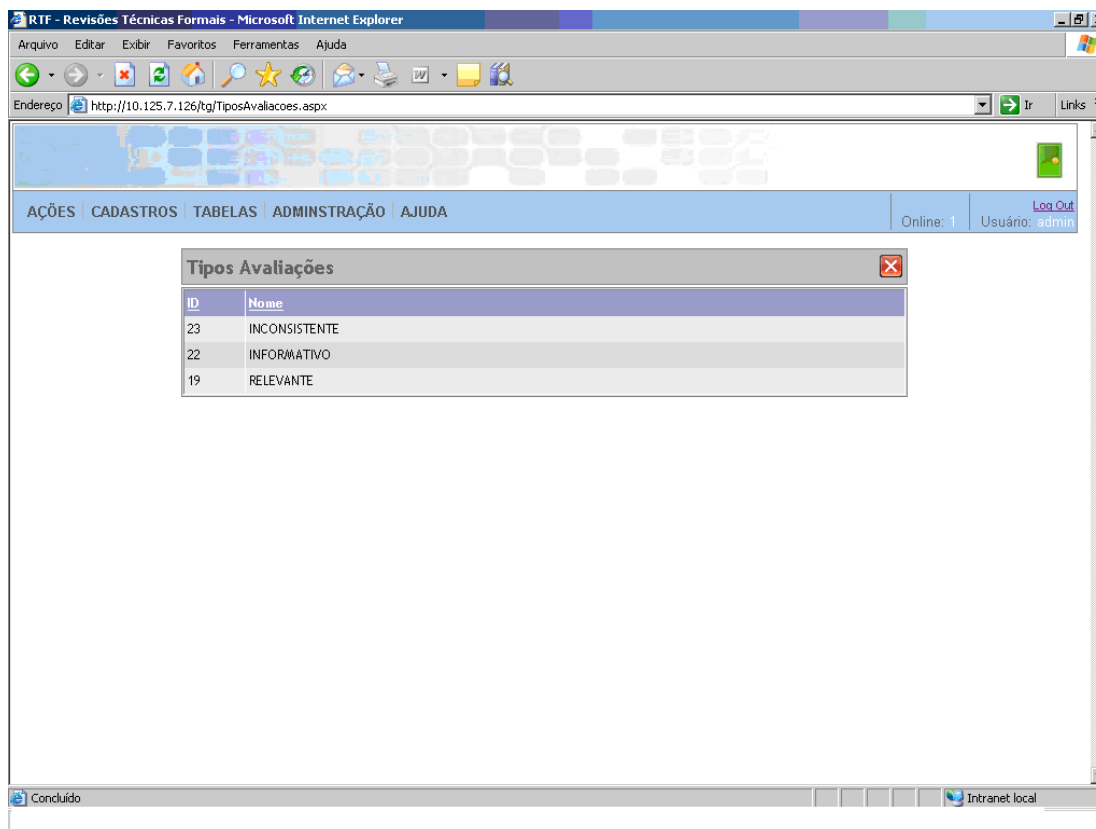 RTF - Revisões Técnicas Formais - Microsoft Internet Explorer
Arquivo Editar Exibir Favoritos Ferramentas Ajuda
Endereço http://10.125.7.126/tg/TiposAvaliacoes.aspx Ir Links
Log Out
AÇÕES CADASTROS TABELAS ADMINSTRAÇÃO AJUDA Online: 1 Usuário: admin
Tipos Avaliações
ID Nome
23 INCONSISTENTE
22 INFORMATIVO
19 RELEVANTE
Concluído Intranet local